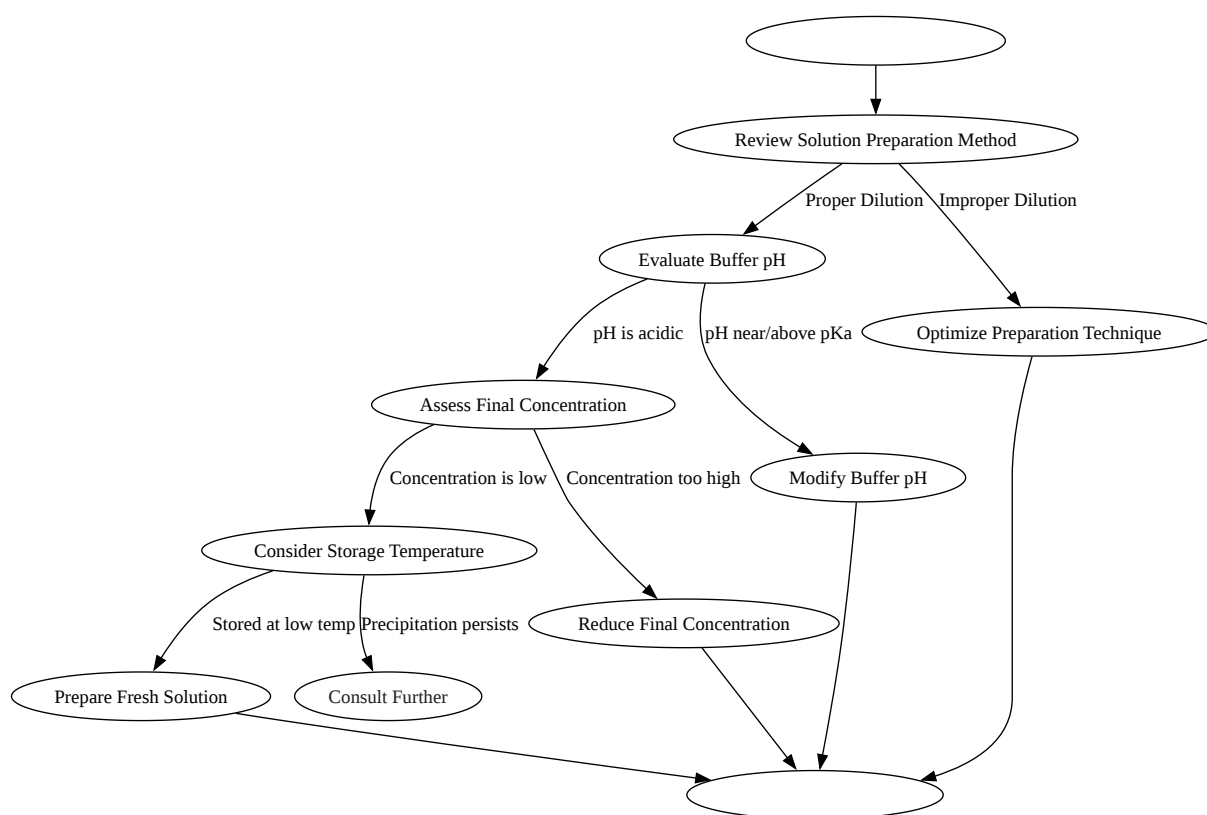 Review Solution Preparation Method
Proper Dilution
Improper Dilution
Evaluate Buffer pH
pH is acidic
pH near/above pKa
Optimize Preparation Technique
Assess Final Concentration
Concentration is low
Concentration too high
Modify Buffer pH
Consider Storage Temperature
Stored at low temp
Precipitation persists
Reduce Final Concentration
Prepare Fresh Solution
Consult Further